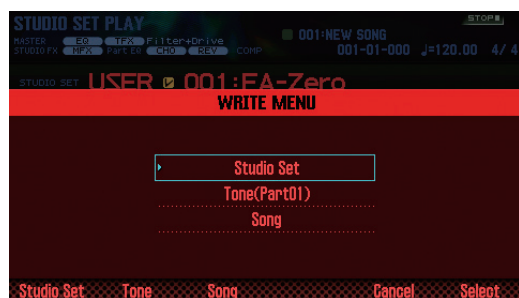 STUDIO SET PLAY
STOP
MASTER EQ TFX Filter+Drive
001:NEW SONG
STUDIO FX MFX Part EQ CHO REV COMP
001-01-000 ♩=120.00 4/4
STUDIO SET USER 001:FA-Zero
WRITE MENU
Studio Set
Tone(Part01)
Song
Studio Set Tone Song Cancel Select